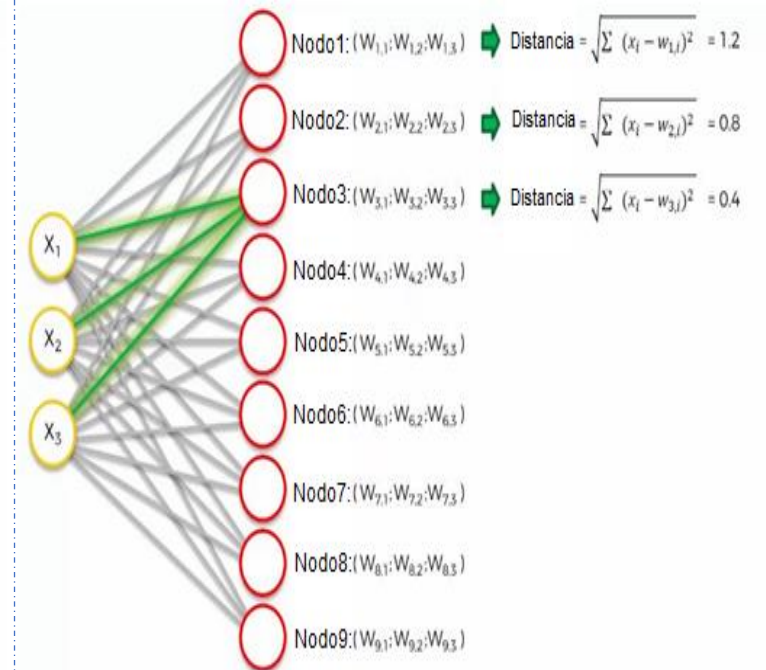 Nodo1:(W1,1;W1,2;W1,3) Distancia = √Σ (xi − w1,i)² = 1.2
Nodo2:(W2,1;W2,2;W2,3) Distancia = √Σ (xi − w2,i)² = 0.8
Nodo3:(W3,1;W3,2;W3,3) Distancia = √Σ (xi − w3,i)² = 0.4
X1
Nodo4:(W4,1;W4,2;W4,3)
X2
Nodo5:(W5,1;W5,2;W5,3)
X3
Nodo6:(W6,1;W6,2;W6,3)
Nodo7:(W7,1;W7,2;W7,3)
Nodo8:(W8,1;W8,2;W8,3)
Nodo9:(W9,1;W9,2;W9,3)